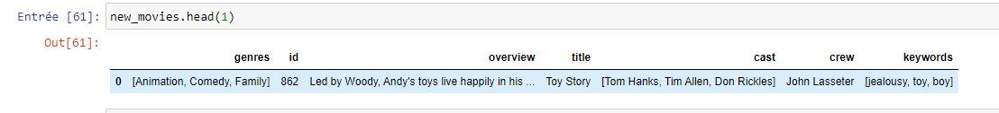 Entrée [61]: new_movies.head(1)
Out[61]:
genres id overview title cast crew keywords
0 [Animation, Comedy, Family] 862 Led by Woody, Andy's toys live happily in his ... Toy Story [Tom Hanks, Tim Allen, Don Rickles] John Lasseter [jealousy, toy, boy]